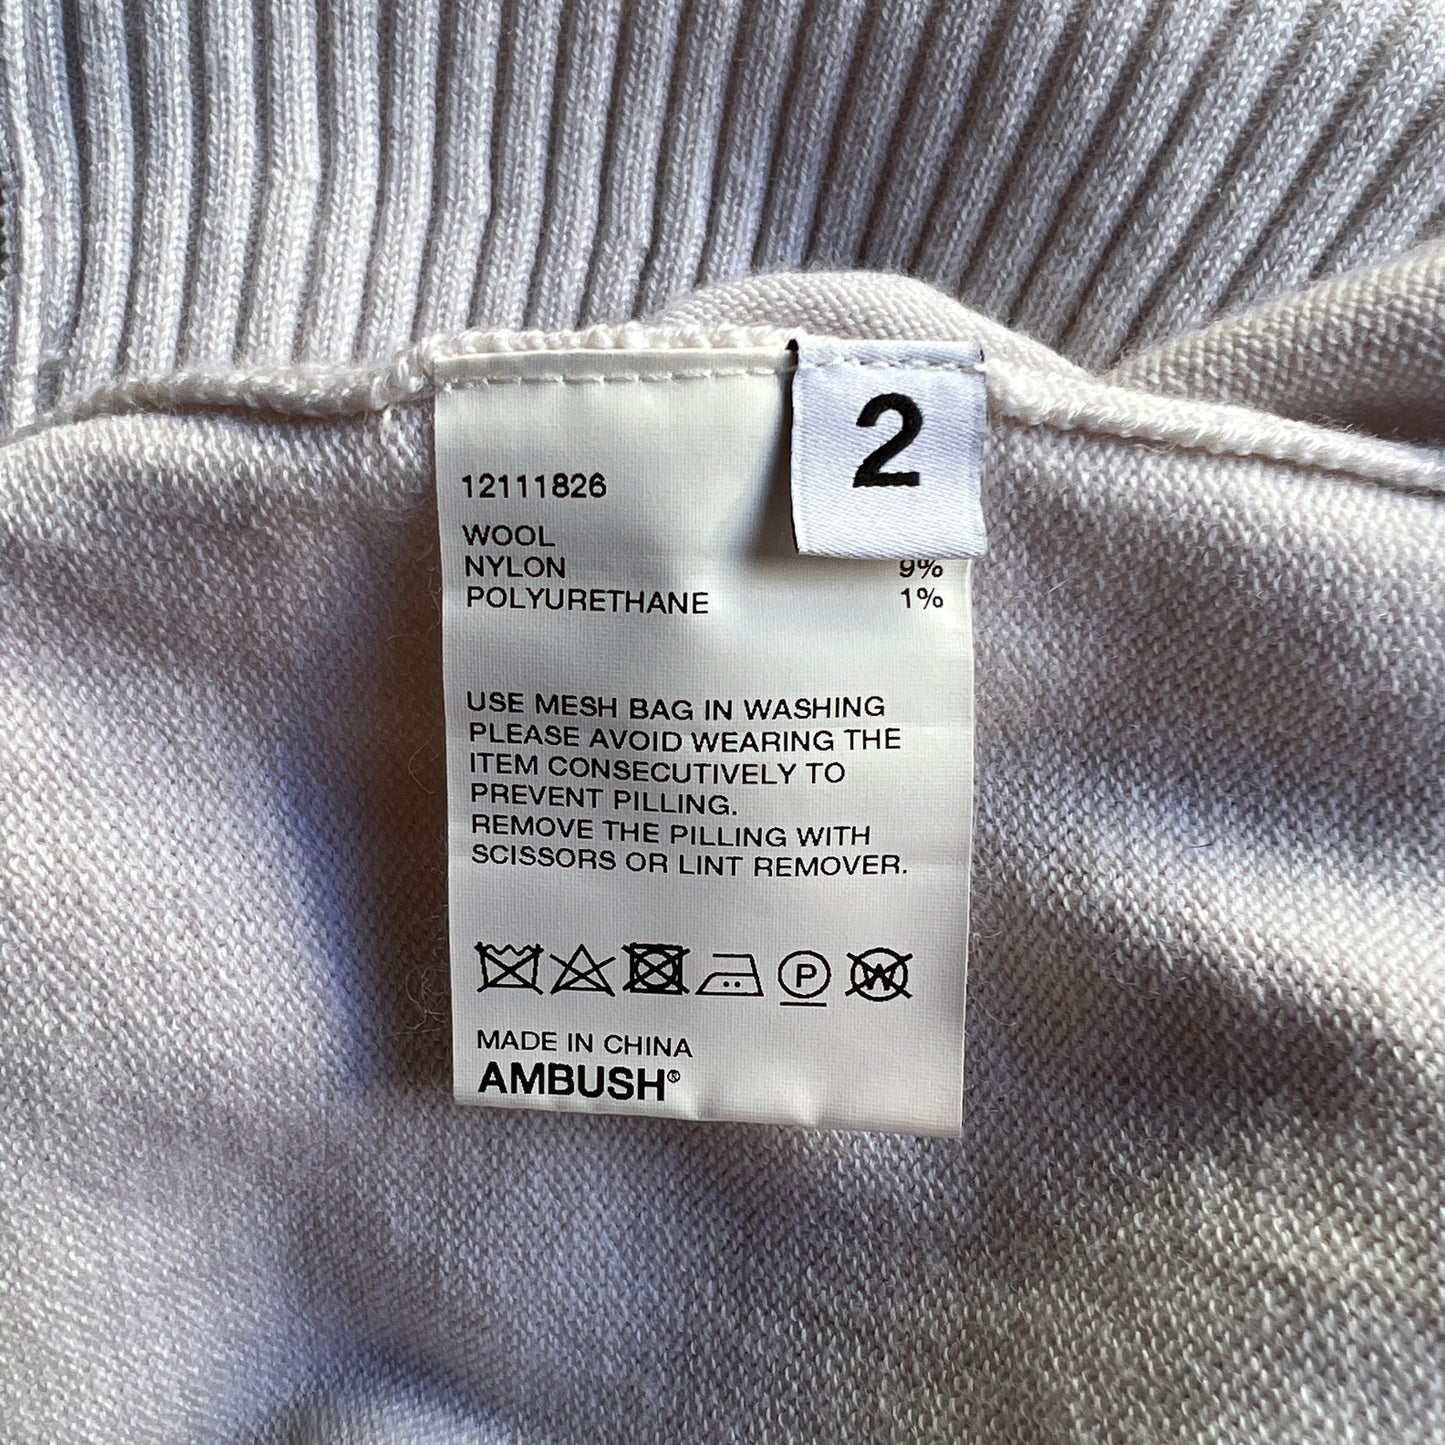 2
12111826
WOOL
NYLON 9%
POLYURETHANE 1%
USE MESH BAG IN WASHING
PLEASE AVOID WEARING THE
ITEM CONSECUTIVELY TO
PREVENT PILLING.
REMOVE THE PILLING WITH
SCISSORS OR LINT REMOVER.
P W
MADE IN CHINA
AMBUSH®